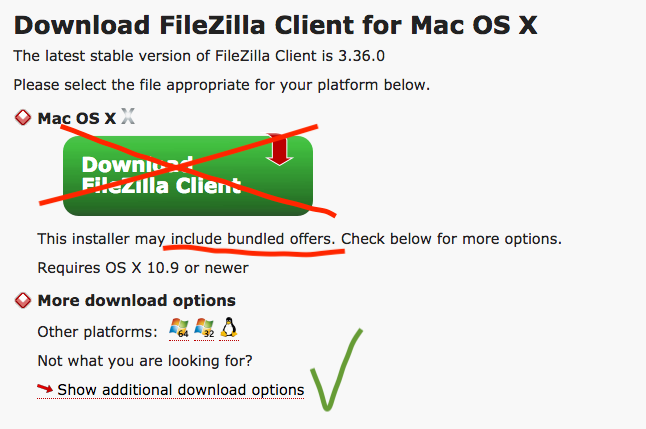 Download FileZilla Client for Mac OS X
The latest stable version of FileZilla Client is 3.36.0
Please select the file appropriate for your platform below.
Mac OS X X
Download
FileZilla Client
This installer may include bundled offers. Check below for more options.
Requires OS X 10.9 or newer
More download options
Other platforms: 64 32
Not what you are looking for?
Show additional download options